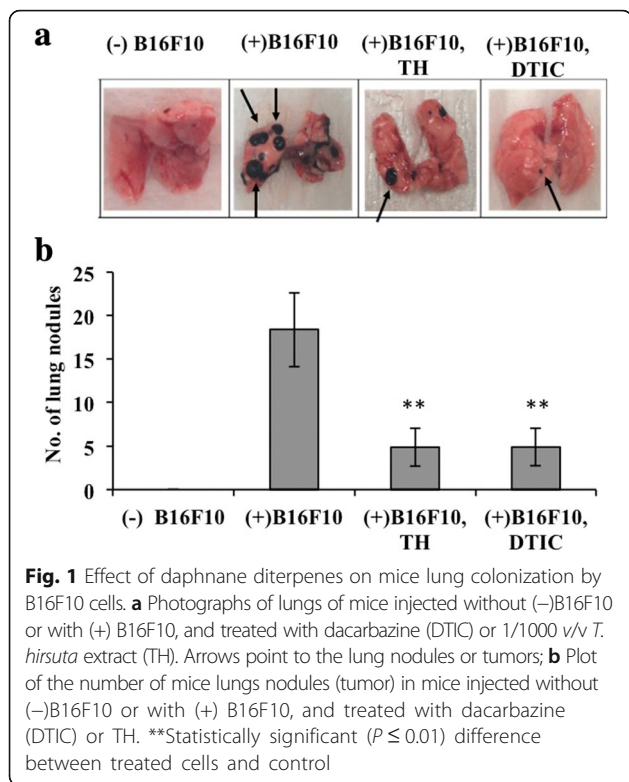 a
(-) B16F10 (+)B16F10 (+)B16F10, TH (+)B16F10, DTIC
b
No. of lung nodules
25
20
15
10
5
0
** **
(-) B16F10 (+)B16F10 (+)B16F10, TH (+)B16F10, DTIC
Fig. 1 Effect of daphnane diterpenes on mice lung colonization by
B16F10 cells. a Photographs of lungs of mice injected without (−)B16F10
or with (+) B16F10, and treated with dacarbazine (DTIC) or 1/1000 v/v T.
hirsuta extract (TH). Arrows point to the lung nodules or tumors; b Plot
of the number of mice lungs nodules (tumor) in mice injected without
(−)B16F10 or with (+) B16F10, and treated with dacarbazine
(DTIC) or TH. **Statistically significant (P ≤ 0.01) difference
between treated cells and control